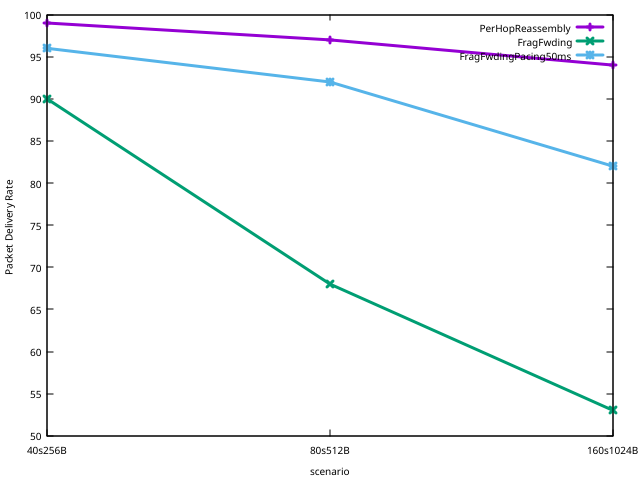 PerHopReassembly
FragFwding
FragFwdingPacing50ms
100
95
90
85
80
75
70
65
60
55
50
Packet Delivery Rate
40s256B 80s512B 160s1024B
scenario